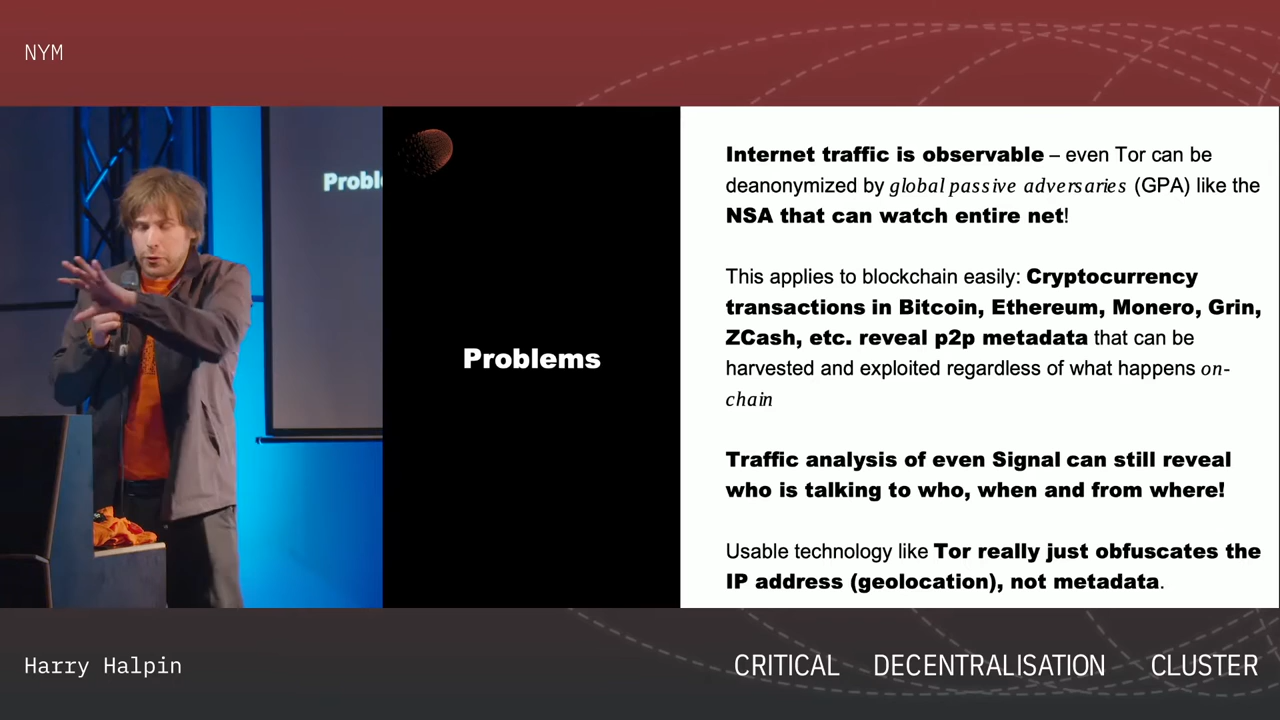 NYM
Proble
Problems
Internet traffic is observable – even Tor can be
deanonymized by global passive adversaries (GPA) like the
NSA that can watch entire net!
This applies to blockchain easily: Cryptocurrency
transactions in Bitcoin, Ethereum, Monero, Grin,
ZCash, etc. reveal p2p metadata that can be
harvested and exploited regardless of what happens on-
chain
Traffic analysis of even Signal can still reveal
who is talking to who, when and from where!
Usable technology like Tor really just obfuscates the
IP address (geolocation), not metadata.
Harry Halpin
CRITICAL DECENTRALISATION CLUSTER